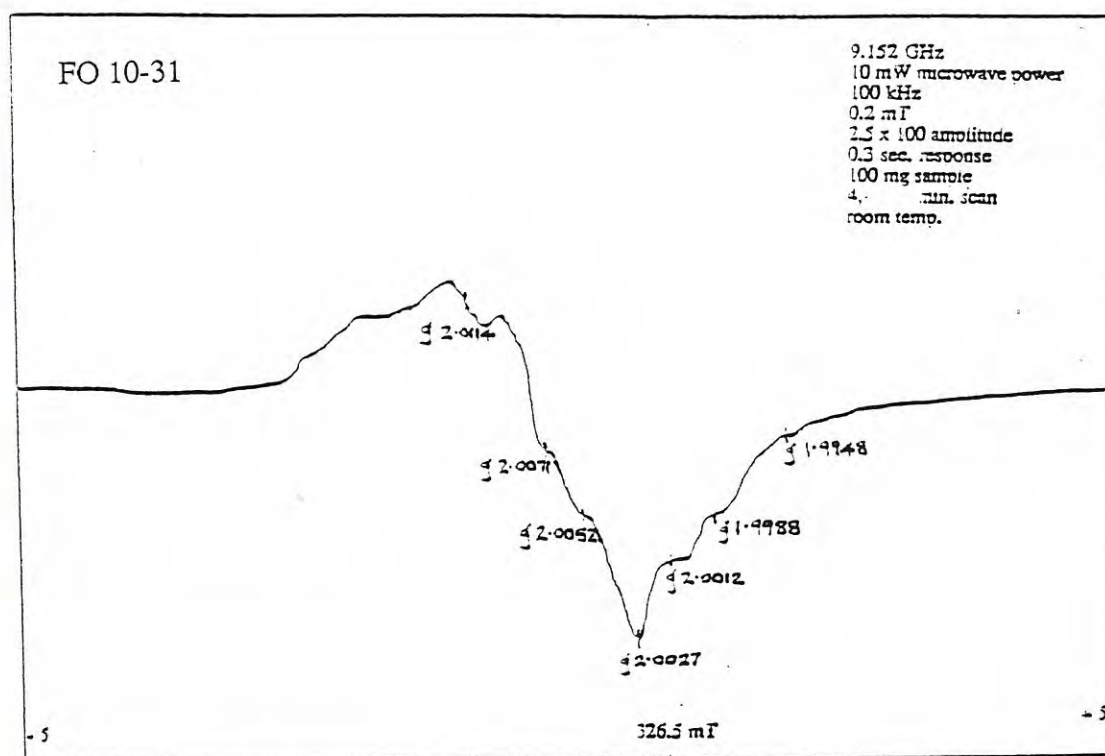 FO 10-31
9.152 GHz
10 mW microwave power
100 kHz
0.2 mT
2.5 x 100 amplitude
0.3 sec. response
100 mg sample
4, min. scan
room temp.
g 2.0114
g 2.0071
g 2.0052
g 1.9948
g 1.9988
g 2.0012
g 2.0027
- 5
326.5 mT
+ 5